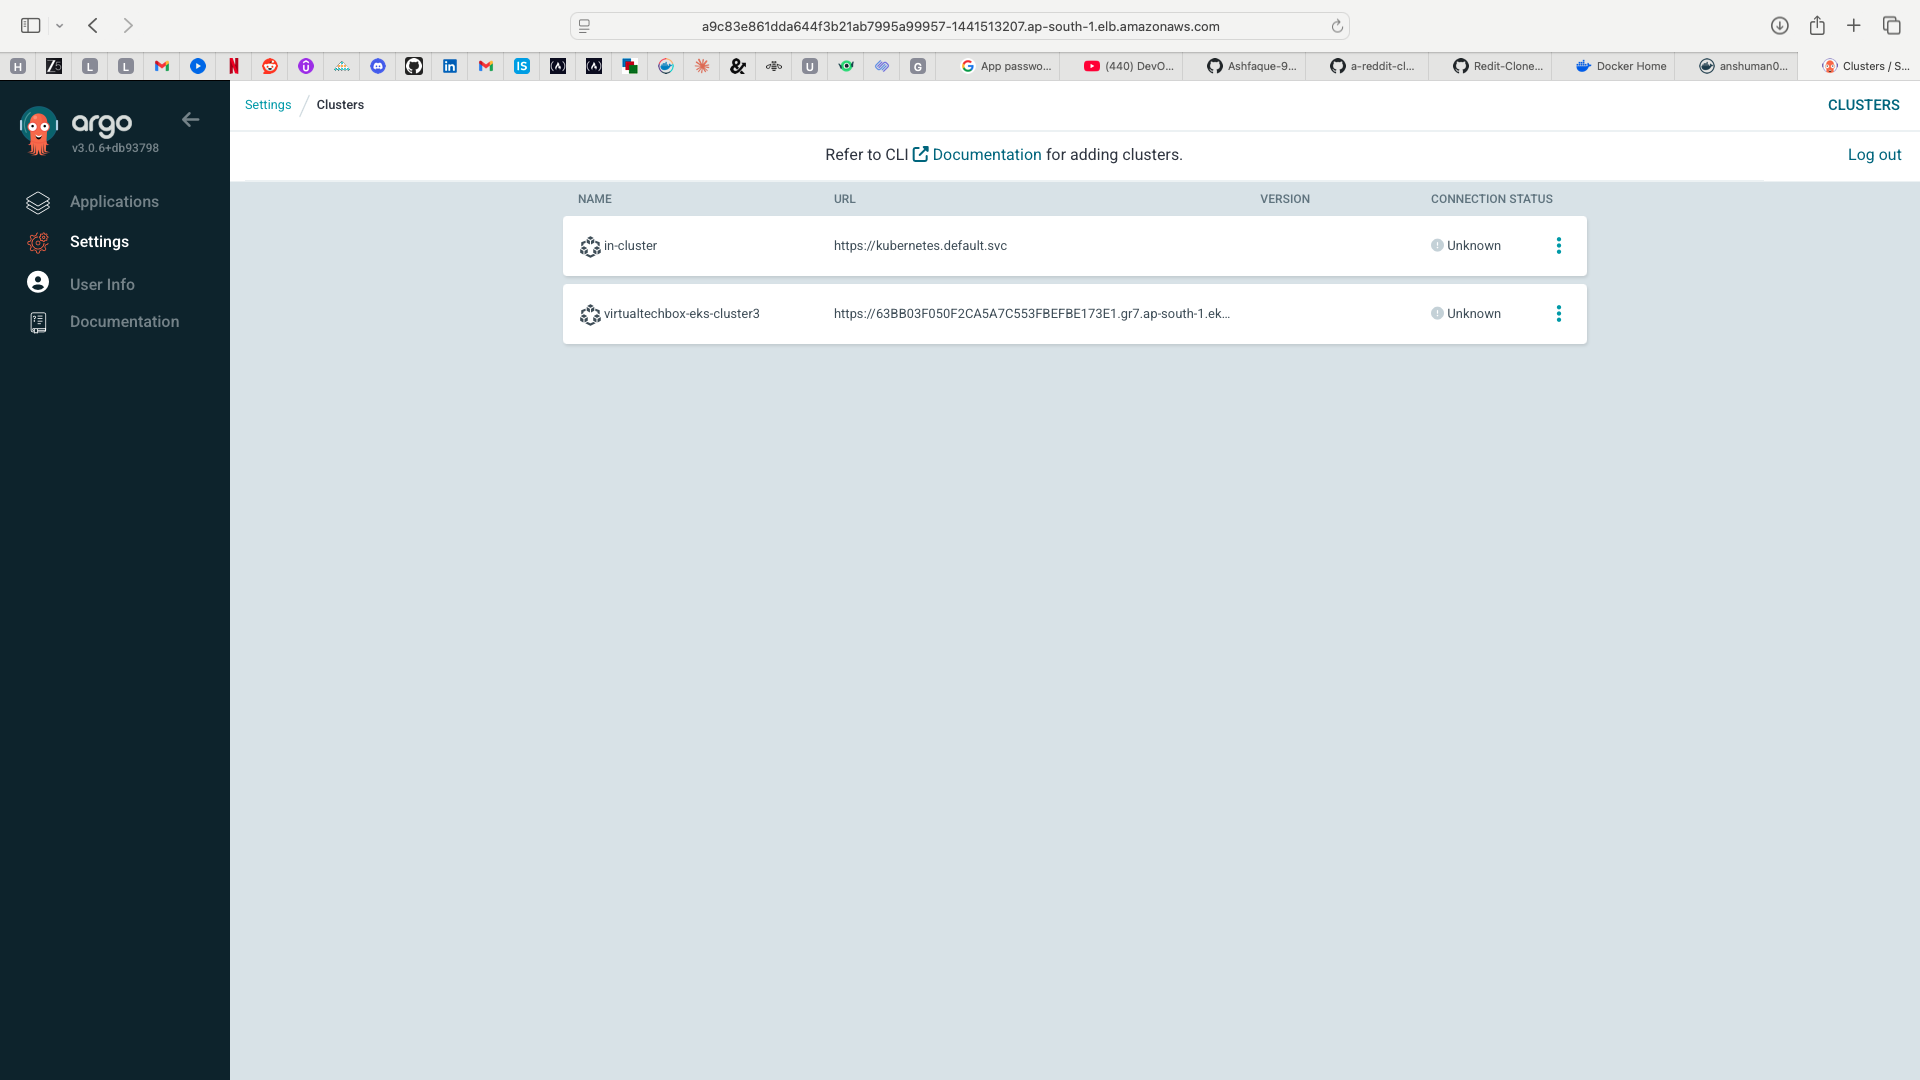 a9c83e861dda644f3b21ab7995a99957-1441513207.ap-south-1.elb.amazonaws.com
H Z5 L L IS U G App passwo... (440) DevO... Ashfaque-9... a-reddit-cl... Redit-Clone... Docker Home anshuman0... Clusters / S...
argo
v3.0.6+db93798
Applications
Settings
User Info
Documentation
Settings / Clusters
CLUSTERS
Refer to CLI Documentation for adding clusters.
Log out
NAME URL VERSION CONNECTION STATUS
in-cluster https://kubernetes.default.svc Unknown
virtualtechbox-eks-cluster3 https://63BB03F050F2CA5A7C553FBEFBE173E1.gr7.ap-south-1.ek... Unknown